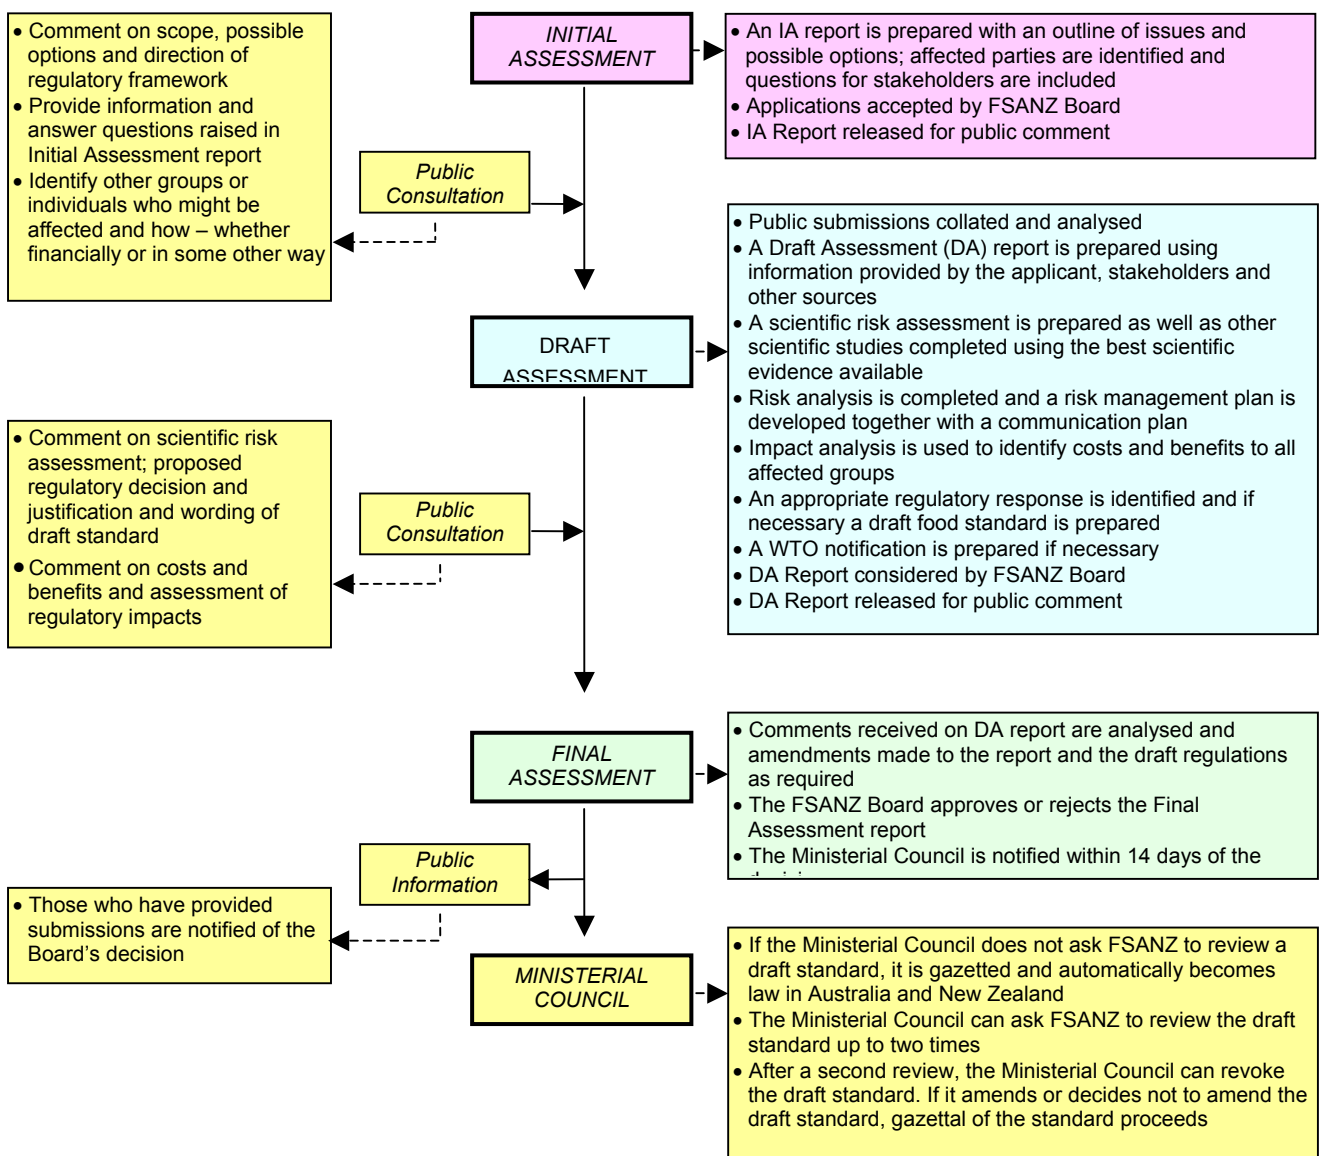 • Comment on scope, possible
options and direction of
regulatory framework
• Provide information and
answer questions raised in
Initial Assessment report
• Identify other groups or
individuals who might be
affected and how – whether
financially or in some other way
INITIAL
ASSESSMENT
• An IA report is prepared with an outline of issues and
possible options; affected parties are identified and
questions for stakeholders are included
• Applications accepted by FSANZ Board
• IA Report released for public comment
Public
Consultation
DRAFT
ASSESSMENT
• Public submissions collated and analysed
• A Draft Assessment (DA) report is prepared using
information provided by the applicant, stakeholders and
other sources
• A scientific risk assessment is prepared as well as other
scientific studies completed using the best scientific
evidence available
• Risk analysis is completed and a risk management plan is
developed together with a communication plan
• Impact analysis is used to identify costs and benefits to all
affected groups
• An appropriate regulatory response is identified and if
necessary a draft food standard is prepared
• A WTO notification is prepared if necessary
• DA Report considered by FSANZ Board
• DA Report released for public comment
• Comment on scientific risk
assessment; proposed
regulatory decision and
justification and wording of
draft standard
• Comment on costs and
benefits and assessment of
regulatory impacts
Public
Consultation
FINAL
ASSESSMENT
• Comments received on DA report are analysed and
amendments made to the report and the draft regulations
as required
• The FSANZ Board approves or rejects the Final
Assessment report
• The Ministerial Council is notified within 14 days of the
Public
Information
• Those who have provided
submissions are notified of the
Board's decision
MINISTERIAL
COUNCIL
• If the Ministerial Council does not ask FSANZ to review a
draft standard, it is gazetted and automatically becomes
law in Australia and New Zealand
• The Ministerial Council can ask FSANZ to review the draft
standard up to two times
• After a second review, the Ministerial Council can revoke
the draft standard. If it amends or decides not to amend the
draft standard, gazettal of the standard proceeds